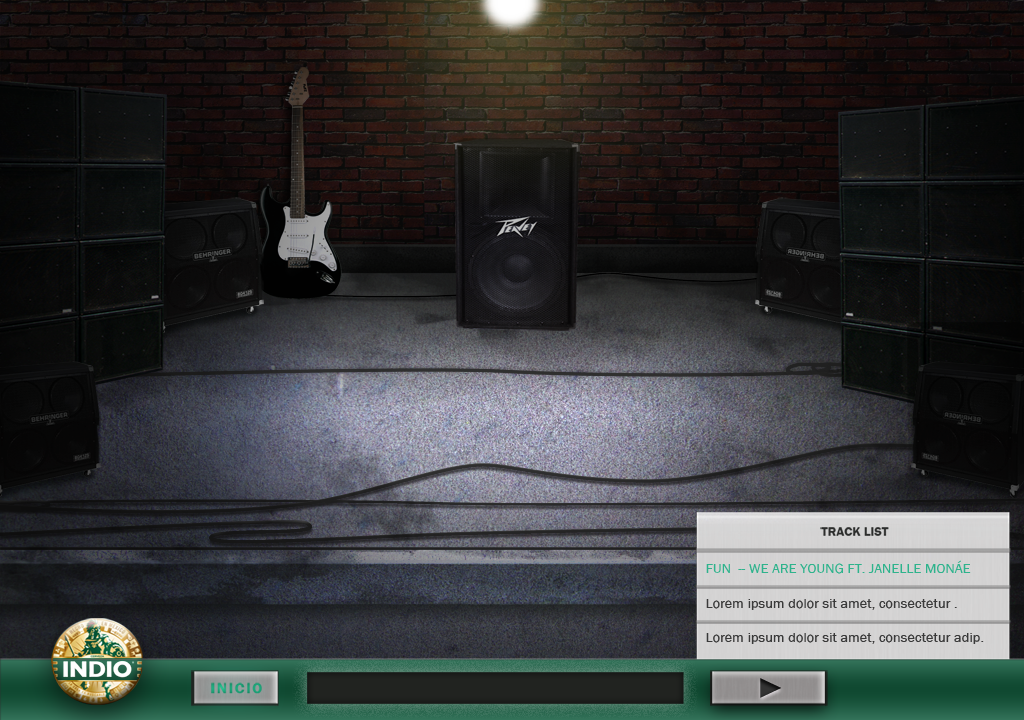 PEAVEY
BEHRINGER
BEHRINGER
BEHRINGER
BEHRINGER
TRACK LIST
FUN -- WE ARE YOUNG FT. JANELLE MONÁE
Lorem ipsum dolor sit amet, consectetur .
Lorem ipsum dolor sit amet, consectetur adip.
INDIO
INICIO